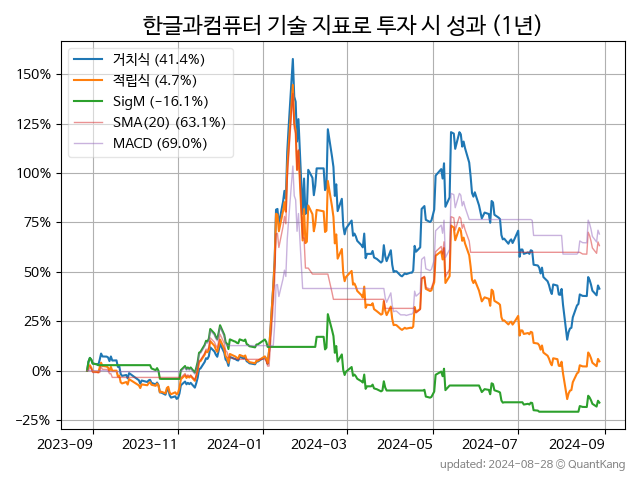 한글과컴퓨터 기술 지표로 투자 시 성과 (1년)
거치식 (41.4%)
적립식 (4.7%)
SigM (-16.1%)
SMA(20) (63.1%)
MACD (69.0%)
150%
125%
100%
75%
50%
25%
0%
−25%
2023-09 2023-11 2024-01 2024-03 2024-05 2024-07 2024-09
updated: 2024-08-28 © QuantKang